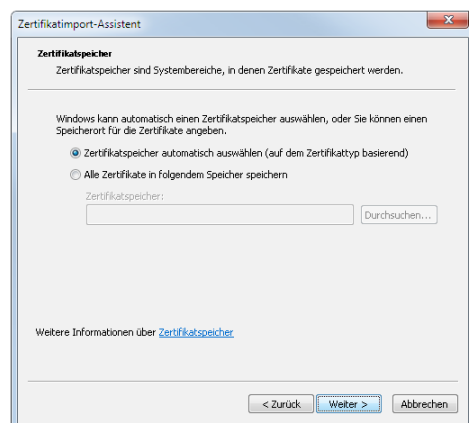 Zertifikatimport-Assistent
Zertifikatspeicher
Zertifikatspeicher sind Systembereiche, in denen Zertifikate gespeichert werden.
Windows kann automatisch einen Zertifikatspeicher auswählen, oder Sie können einen
Speicherort für die Zertifikate angeben.
Zertifikatspeicher automatisch auswählen (auf dem Zertifikattyp basierend)
Alle Zertifikate in folgendem Speicher speichern
Zertifikatspeicher:
Durchsuchen...
Weitere Informationen über Zertifikatspeicher
< Zurück Weiter > Abbrechen